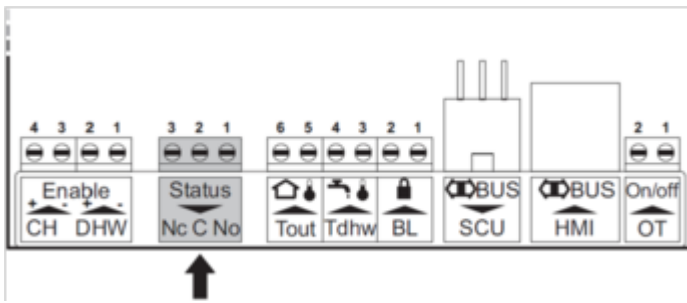 4 3 2 1 3 2 1 6 5 4 3 2 1 2 1
Enable Status BUS BUS On/off
+ - + -
CH DHW Nc C No Tout Tdhw BL SCU HMI OT